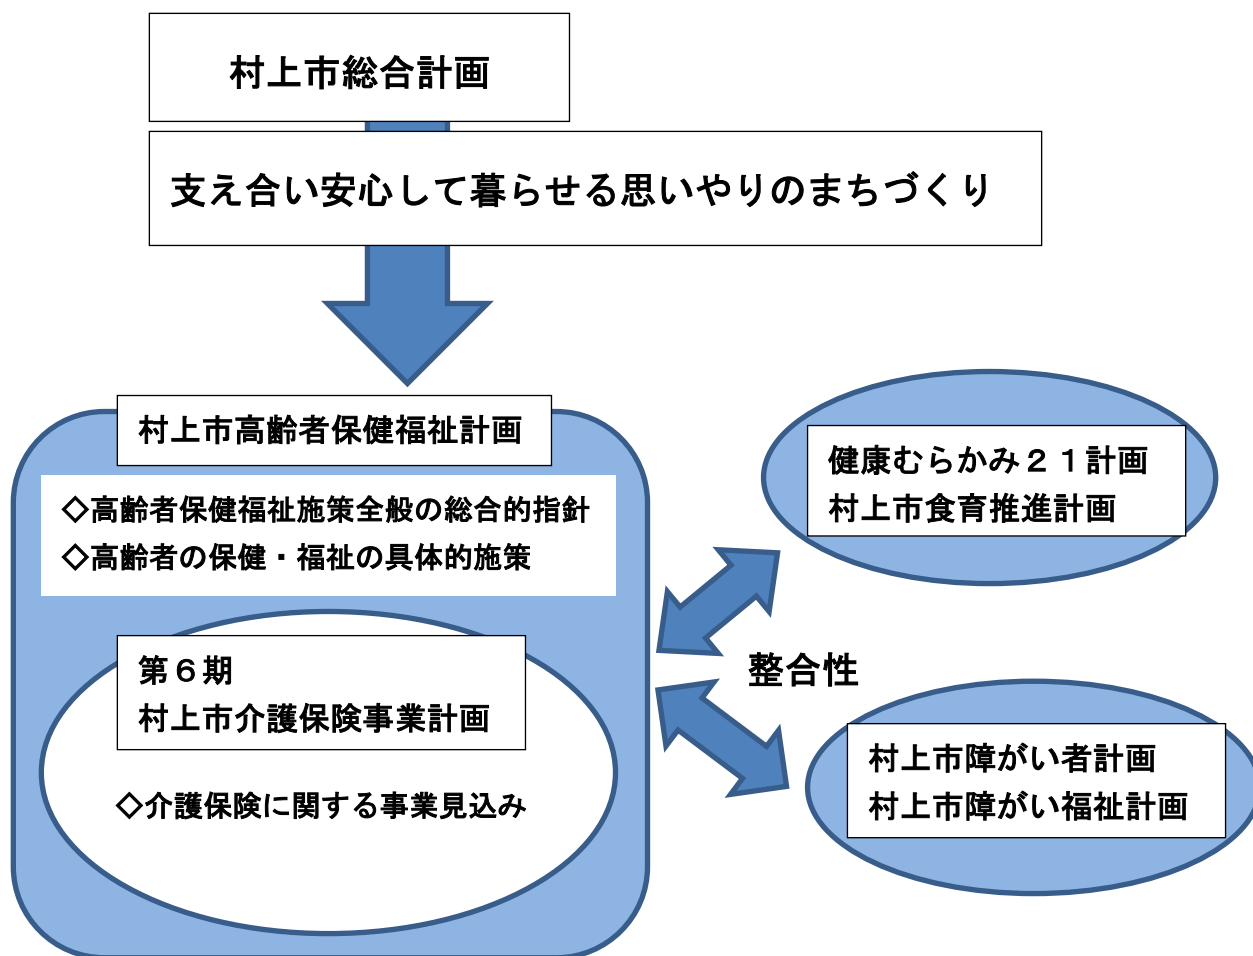 村上市総合計画
支え合い安心して暮らせる思いやりのまちづくり
村上市高齢者保健福祉計画
◇高齢者保健福祉施策全般の総合的指針
◇高齢者の保健・福祉の具体的施策
第６期
村上市介護保険事業計画
◇介護保険に関する事業見込み
健康むらかみ２１計画
村上市食育推進計画
整合性
村上市障がい者計画
村上市障がい福祉計画